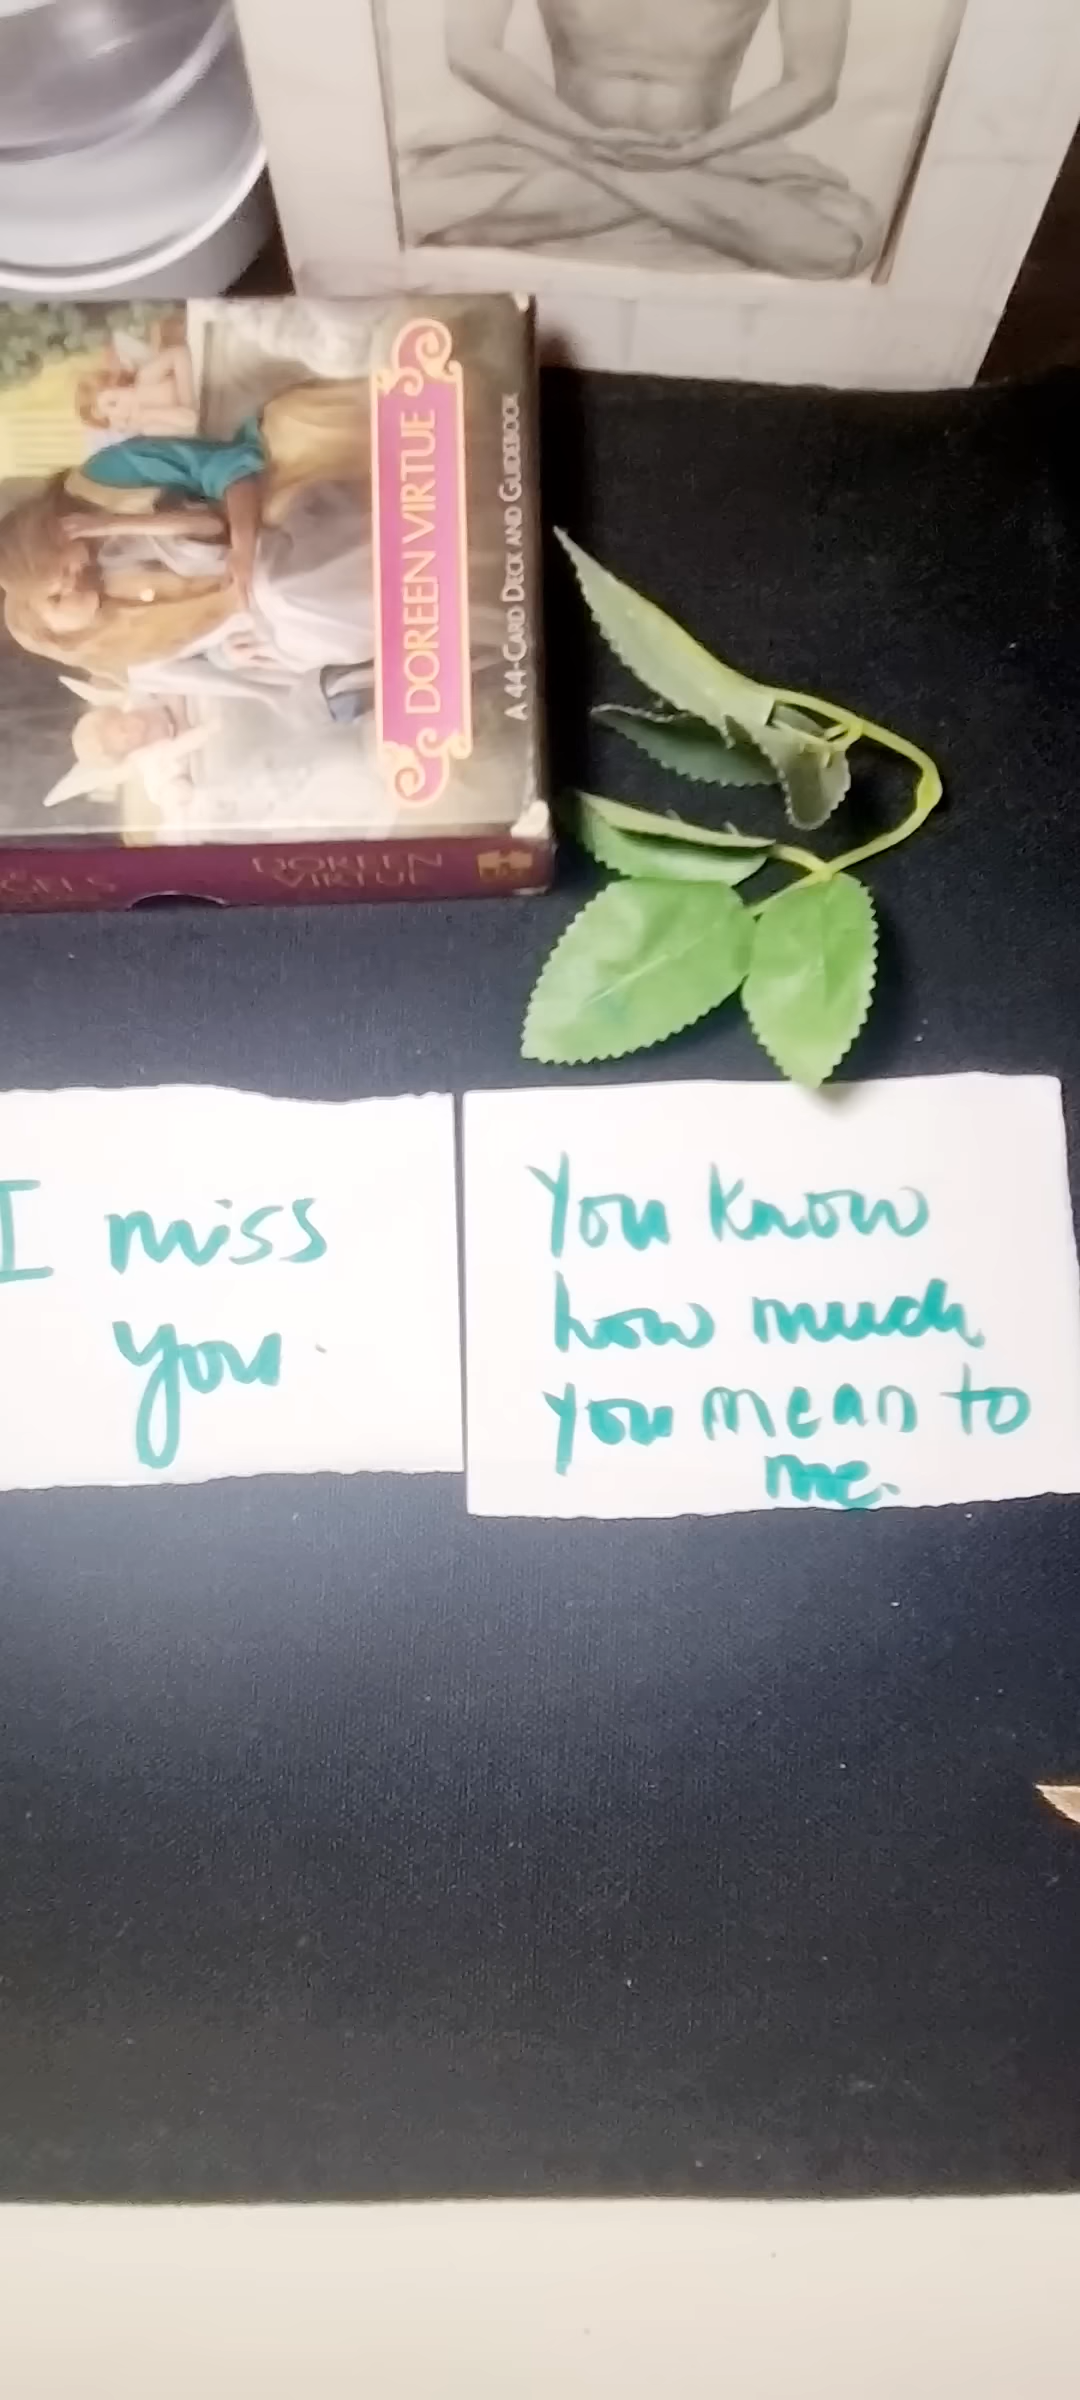 DOREEN VIRTUE
A 44-CARD DECK AND GUIDEBOOK
DOREEN
VIRTUE
I miss
you.
You know
how much
you mean to
me.